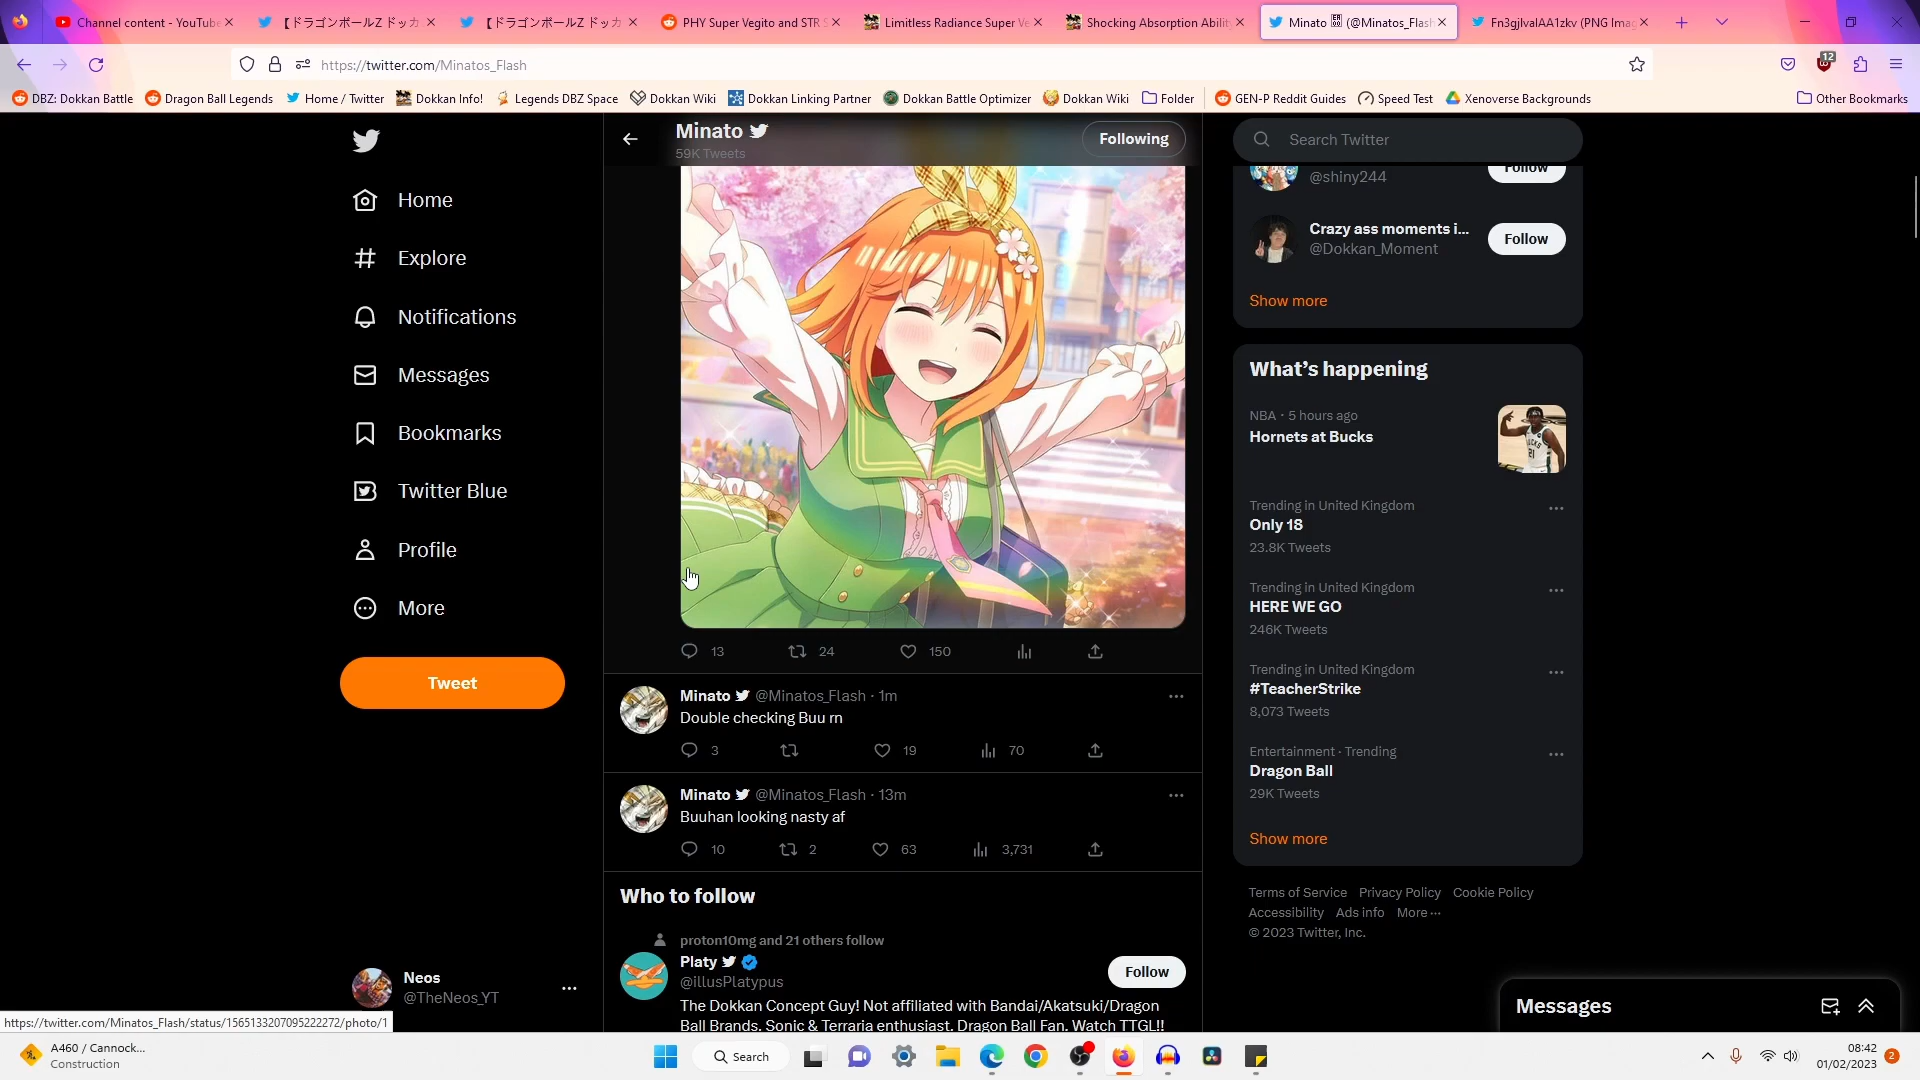 Channel content - YouTube
【ドラゴンボールZ ドッカ
【ドラゴンボールZ ドッカ
PHY Super Vegito and STR S
Limitless Radiance Super Ve
Shocking Absorption Ability
Minato (@Minatos_Flash
Fn3gjIvaIAA1zkv (PNG Imag
https://twitter.com/Minatos_Flash
12
DBZ: Dokkan Battle
Dragon Ball Legends
Home / Twitter
Dokkan Info!
Legends DBZ Space
Dokkan Wiki
Dokkan Linking Partner
Dokkan Battle Optimizer
Dokkan Wiki
Folder
GEN-P Reddit Guides
Speed Test
Xenoverse Backgrounds
Other Bookmarks
Home
Explore
Notifications
Messages
Bookmarks
Twitter Blue
Profile
More
Tweet
Neos
@TheNeos_YT
https://twitter.com/Minatos_Flash/status/1565133207095222272/photo/1
Minato
59K Tweets
Following
13 24 150
Minato @Minatos_Flash · 1m
Double checking Buu rn
3 19 70
Minato @Minatos_Flash · 13m
Buuhan looking nasty af
10 2 63 3,731
Who to follow
proton10mg and 21 others follow
Platy
@illusPlatypus
Follow
The Dokkan Concept Guy! Not affiliated with Bandai/Akatsuki/Dragon
Ball Brands. Sonic & Terraria enthusiast. Dragon Ball Fan. Watch TTGL!!
Search Twitter
@shiny244
Follow
Crazy ass moments i...
@Dokkan_Moment
Follow
Show more
What's happening
NBA · 5 hours ago
Hornets at Bucks
BUCKS
21
Trending in United Kingdom
Only 18
23.8K Tweets
Trending in United Kingdom
HERE WE GO
246K Tweets
Trending in United Kingdom
#TeacherStrike
8,073 Tweets
Entertainment · Trending
Dragon Ball
29K Tweets
Show more
Terms of Service Privacy Policy Cookie Policy
Accessibility Ads info More ···
© 2023 Twitter, Inc.
Messages
A460 / Cannock...
Construction
Search
08:42
01/02/2023
2